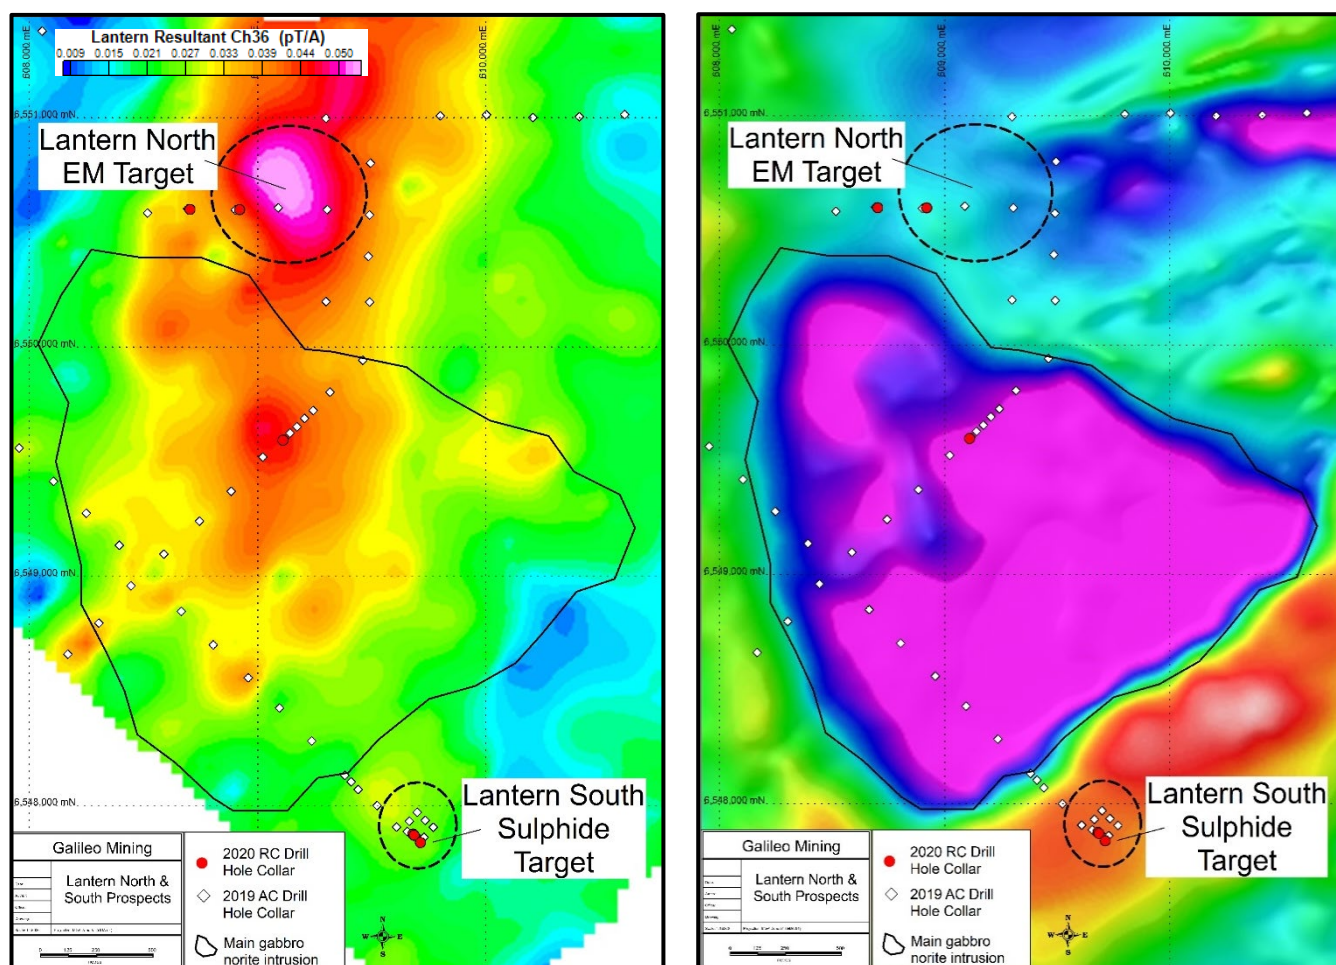 Lantern Resultant Ch36 (pT/A)
0.009 0.015 0.021 0.027 0.033 0.039 0.044 0.050
608,000 mE
610,000 mE
6,551,000 mN
Lantern North
EM Target
6,550,000 mN
6,549,000 mN
6,548,000 mN
Lantern South
Sulphide
Target
Galileo Mining
Lantern North &
South Prospects
2020 RC Drill
Hole Collar
2019 AC Drill
Hole Collar
Main gabbro
norite intrusion
N
W E
S
608,000 mE
609,000 mE
610,000 mE
6,551,000 mN
Lantern North
EM Target
6,550,000 mN
6,549,000 mN
6,548,000 mN
Lantern South
Sulphide
Target
Galileo Mining
Lantern North &
South Prospects
2020 RC Drill
Hole Collar
2019 AC Drill
Hole Collar
Main gabbro
norite intrusion
N
W E
S